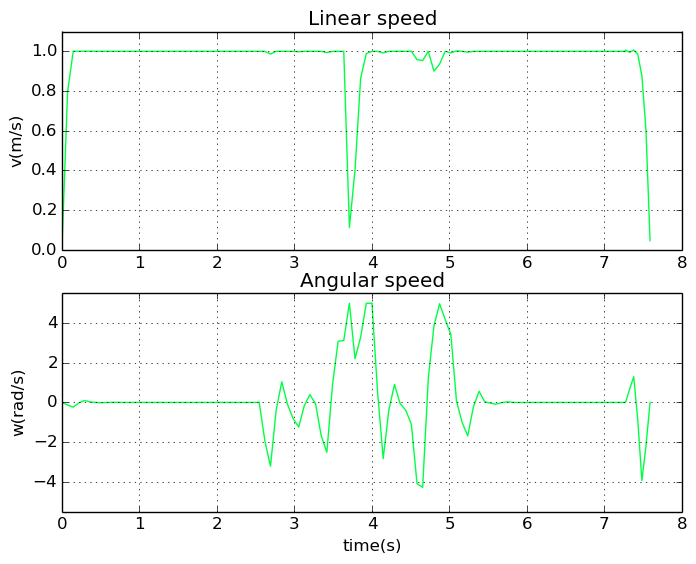 Linear speed
1.0
0.8
0.6
0.4
0.2
0.0
v(m/s)
0 1 2 3 4 5 6 7 8
Angular speed
4
2
0
−2
−4
w(rad/s)
0 1 2 3 4 5 6 7 8
time(s)